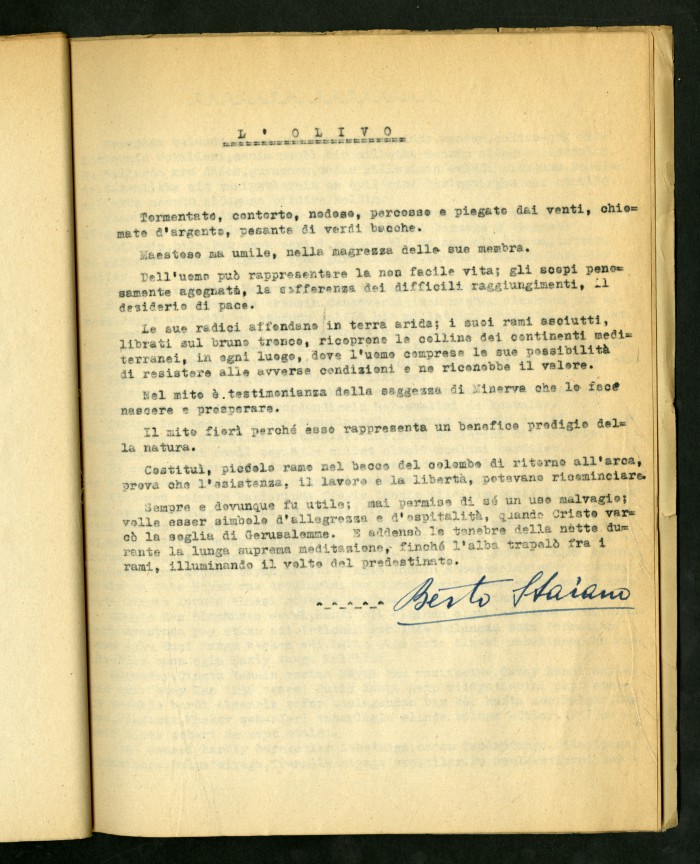 L ' O L I V O
Tormentato, contorto, nodoso, percosso e piegato dai venti, chio=
mato d'argento, pesante di verdi bacche.
Maestoso ma umile, nella magrezza delle sue membra.
Dell'uomo può rappresentare la non facile vita; gli scopi peno=
samente agognati, la sofferenza dei difficili raggiungimenti, il
desiderio di pace.
Le sue radici affondano in terra arida; i suoi rami asciutti,
librati sul bruno tronco, ricoprono le colline dei continenti medi=
terranei, in ogni luogo, dove l'uomo comprese le sue possibilità
di resistere alle avverse condizioni e ne riconobbe il valore.
Nel mito è testimonianza della saggezza di Minerva che lo fece
nascere e prosperare.
Il mito fiorì perché esso rappresenta un benefico prodigio del=
la natura.
Costituì, piccolo ramo nel becco del colombo di ritorno all'arca,
prova che l'esistenza, il lavoro e la libertà, potevano ricominciare.
Sempre e dovunque fu utile; mai permise di sé un uso malvagio;
volle esser simbolo d'allegrezza e d'ospitalità, quando Cristo var=
cò la soglia di Gerusalemme. E addensò le tenebre della notte du=
rante la lunga suprema meditazione, finché l'alba trapelò fra i
rami, illuminando il volto del predestinato.
^-^-^-^-^ Berto Staiano